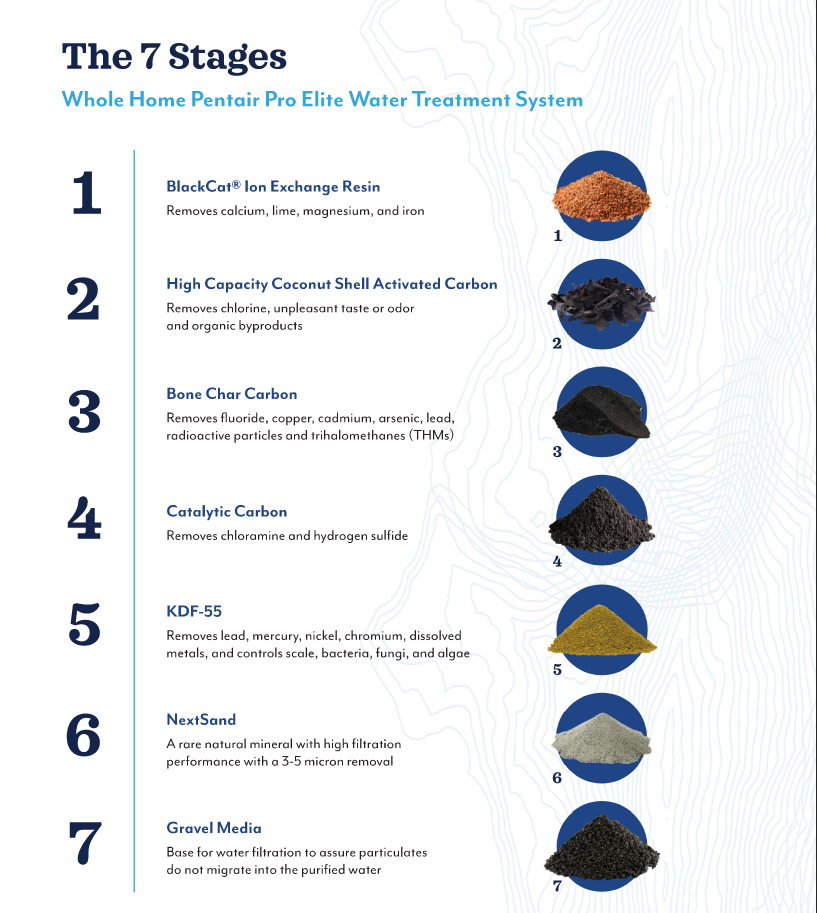 The 7 Stages
Whole Home Pentair Pro Elite Water Treatment System
1
BlackCat® Ion Exchange Resin
Removes calcium, lime, magnesium, and iron
1
2
High Capacity Coconut Shell Activated Carbon
Removes chlorine, unpleasant taste or odor
and organic byproducts
2
3
Bone Char Carbon
Removes fluoride, copper, cadmium, arsenic, lead,
radioactive particles and trihalomethanes (THMs)
3
4
Catalytic Carbon
Removes chloramine and hydrogen sulfide
4
5
KDF-55
Removes lead, mercury, nickel, chromium, dissolved
metals, and controls scale, bacteria, fungi, and algae
5
6
NextSand
A rare natural mineral with high filtration
performance with a 3-5 micron removal
6
7
Gravel Media
Base for water filtration to assure particulates
do not migrate into the purified water
7